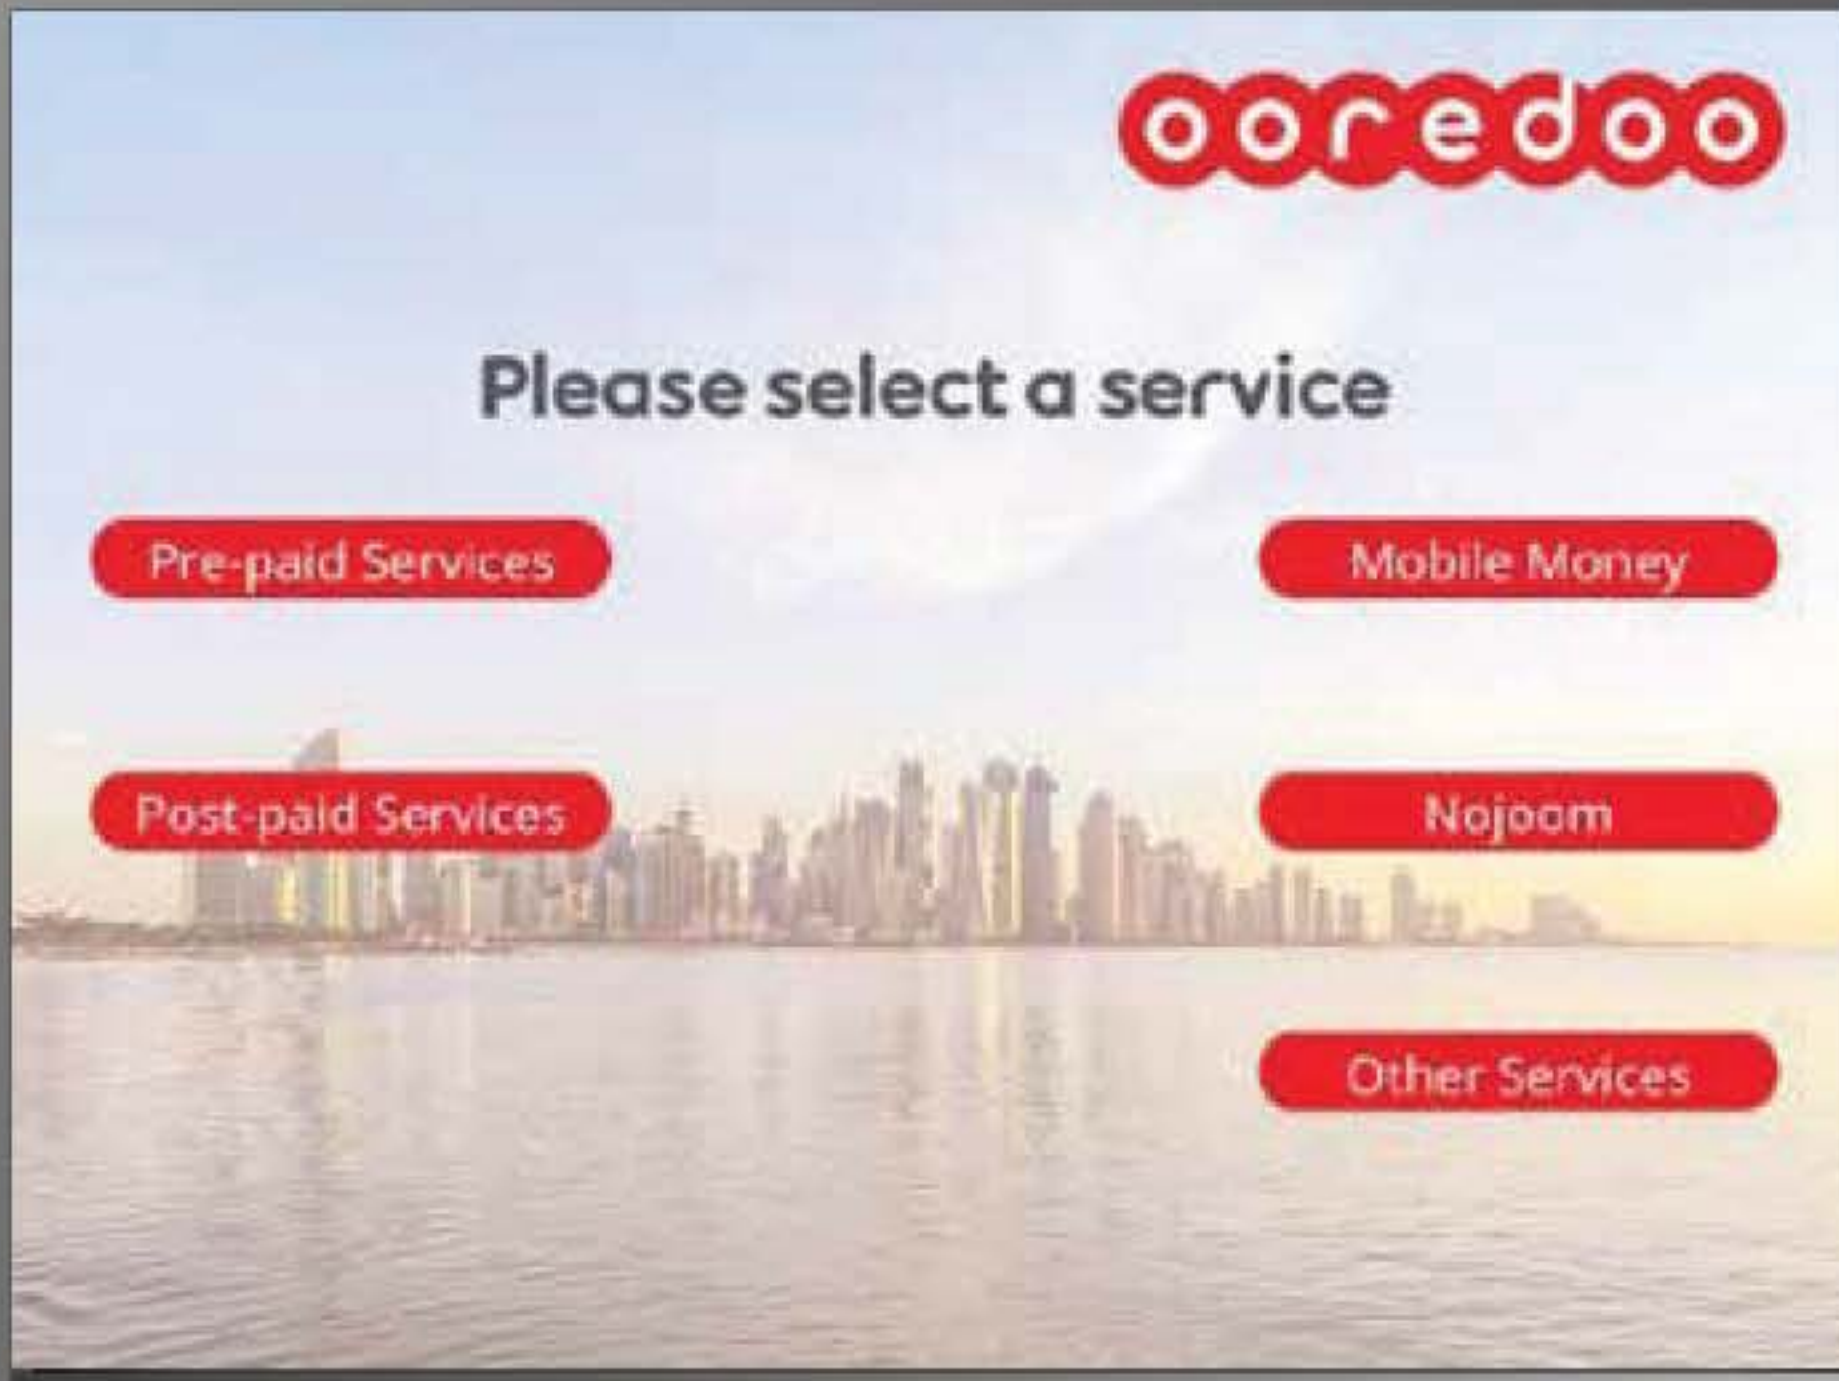 ooredoo
Please select a service
Pre-paid Services
Mobile Money
Post-paid Services
Nojoom
Other Services